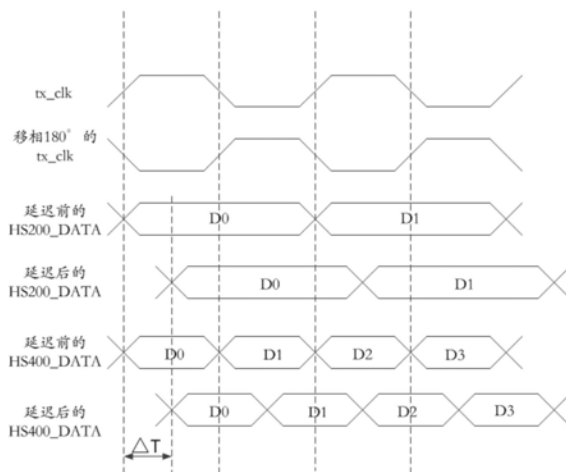 tx_clk
移相180° 的
tx_clk
延迟前的
HS200_DATA
D0
D1
延迟后的
HS200_DATA
D0
D1
延迟前的
HS400_DATA
D0
D1
D2
D3
延迟后的
HS400_DATA
D0
D1
D2
D3
△T